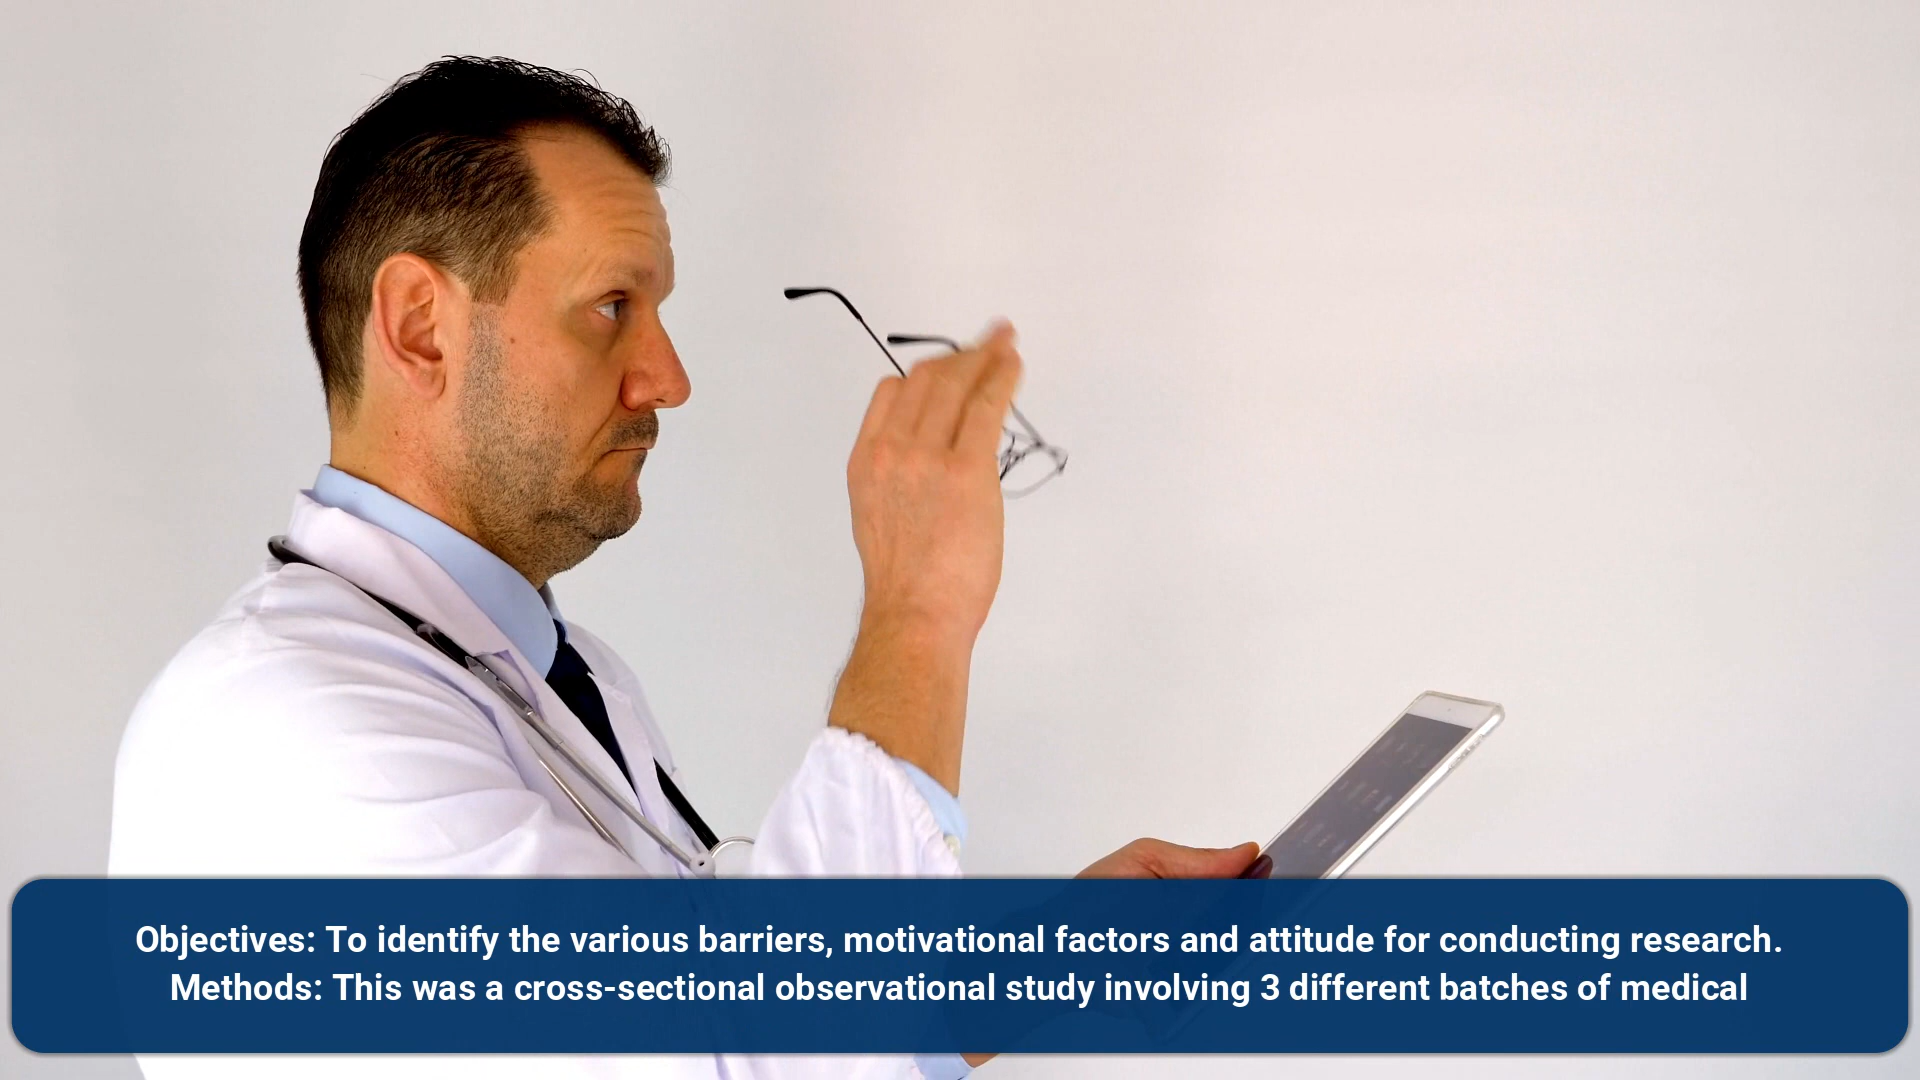 Objectives: To identify the various barriers, motivational factors and attitude for conducting research.
Methods: This was a cross-sectional observational study involving 3 different batches of medical